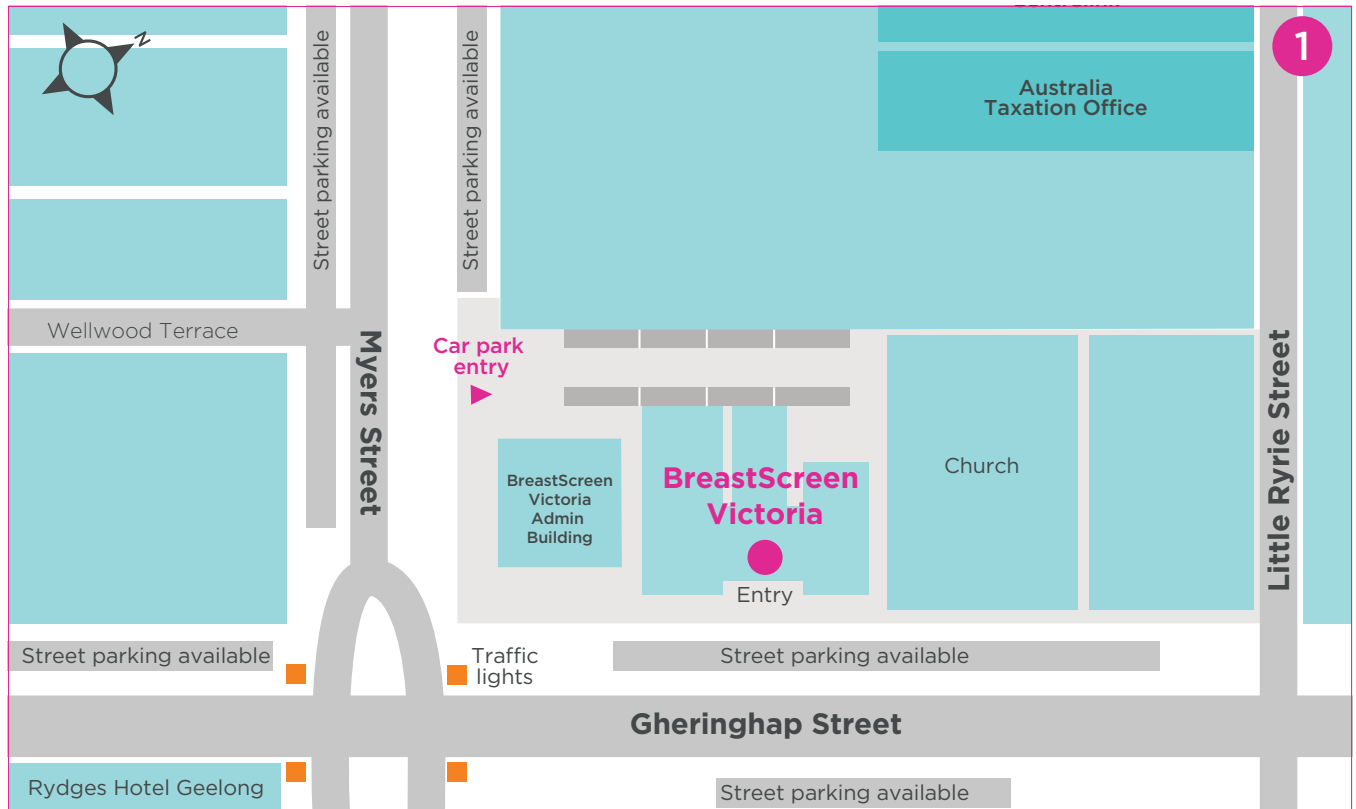 N
1
Australia
Taxation Office
Street parking available
Street parking available
Wellwood Terrace
Myers Street
Car park
entry
BreastScreen
Victoria
Admin
Building
BreastScreen
Victoria
Entry
Church
Little Ryrie Street
Street parking available
Traffic
lights
Street parking available
Gheringhap Street
Rydges Hotel Geelong
Street parking available